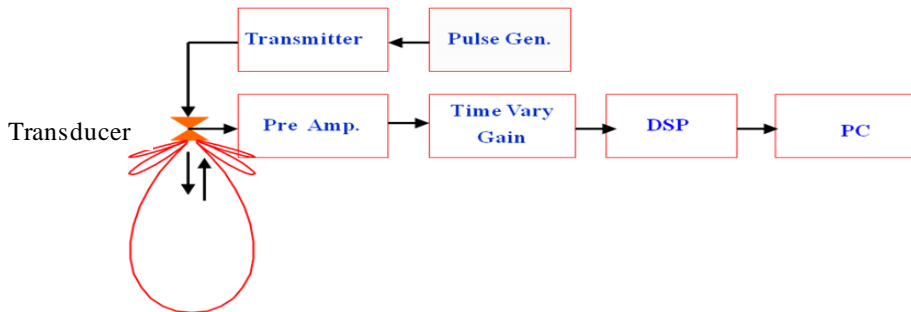 Transmitter
Pulse Gen.
Transducer
Pre Amp.
Time Vary
Gain
DSP
PC